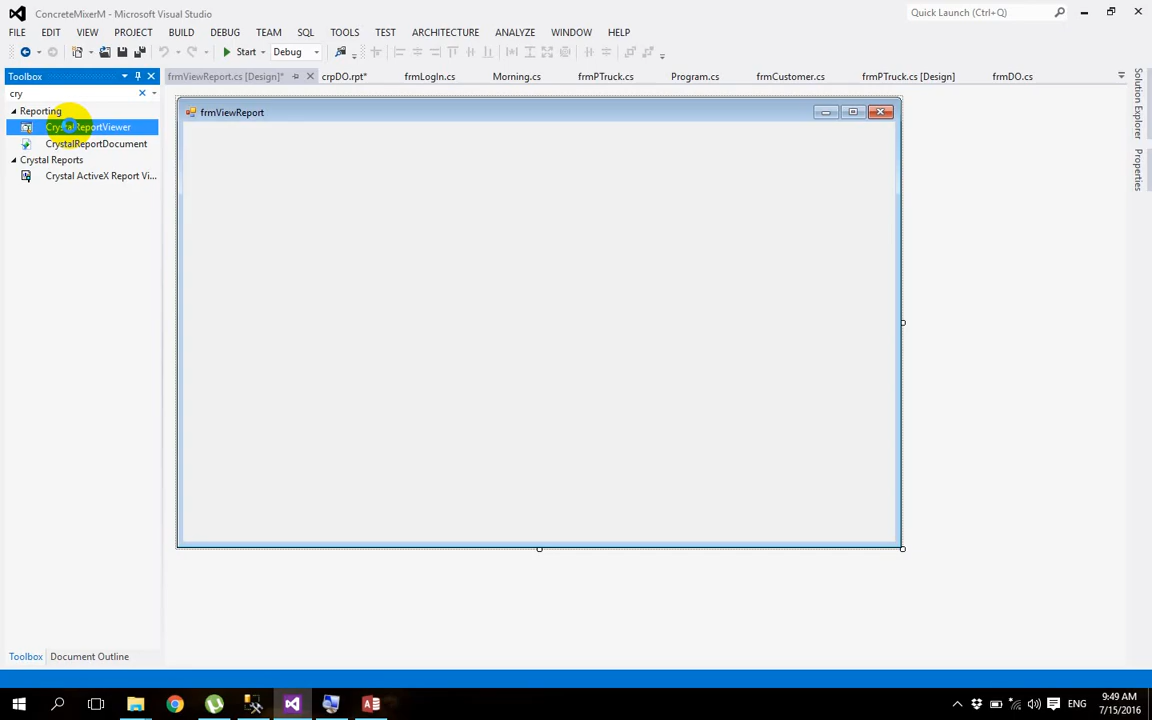 ConcreteMixerM - Microsoft Visual Studio
Quick Launch (Ctrl+Q)
FILE EDIT VIEW PROJECT BUILD DEBUG TEAM SQL TOOLS TEST ARCHITECTURE ANALYZE WINDOW HELP
Start Debug
Toolbox
frmViewReport.cs [Design]* crpDO.rpt* frmLogIn.cs Morning.cs frmPTruck.cs Program.cs frmCustomer.cs frmPTruck.cs [Design] frmDO.cs
cry
Reporting
CrystalReportViewer
CrystalReportDocument
Crystal Reports
Crystal ActiveX Report Vi...
frmViewReport
Solution Explorer
Properties
Toolbox Document Outline
ENG
9:49 AM
7/15/2016